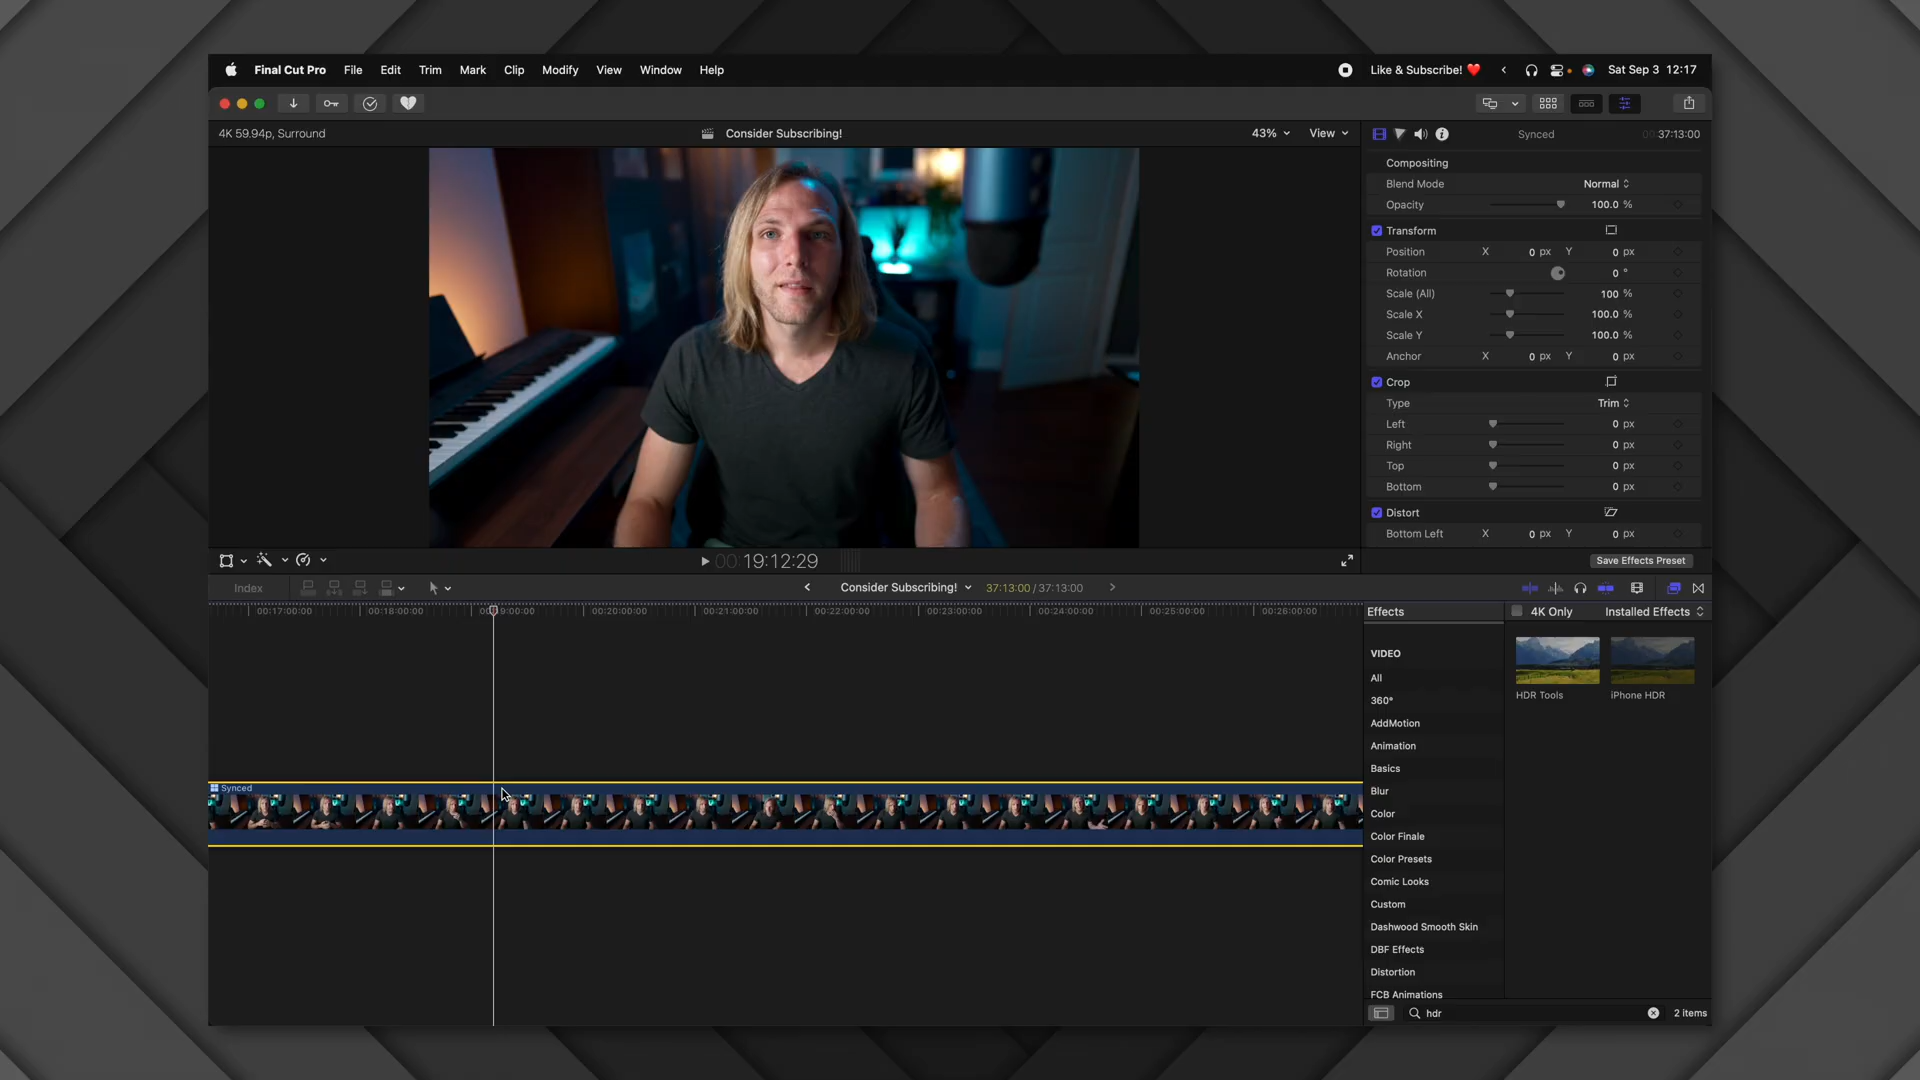 Final Cut Pro File Edit Trim Mark Clip Modify View Window Help Like & Subscribe! ❤️ Sat Sep 3 12:17
4K 59.94p, Surround Consider Subscribing! 43% View Synced 00:37:13:00
Compositing
Blend Mode Normal
Opacity 100.0 %
Transform
Position X 0 px Y 0 px
Rotation 0 °
Scale (All) 100 %
Scale X 100.0 %
Scale Y 100.0 %
Anchor X 0 px Y 0 px
Crop
Type Trim
Left 0 px
Right 0 px
Top 0 px
Bottom 0 px
Distort
Bottom Left X 0 px Y 0 px
00:19:12:29 Save Effects Preset
Index Consider Subscribing! 37:13:00 / 37:13:00
00:17:00:00 00:18:00:00 00:19:00:00 00:20:00:00 00:21:00:00 00:22:00:00 00:23:00:00 00:24:00:00 00:25:00:00 00:26:00:00
Effects 4K Only Installed Effects
VIDEO
All
360°
AddMotion
Animation
Basics
Blur
Color
Color Finale
Color Presets
Comic Looks
Custom
Dashwood Smooth Skin
DBF Effects
Distortion
FCB Animations
HDR Tools iPhone HDR
Synced
hdr 2 items